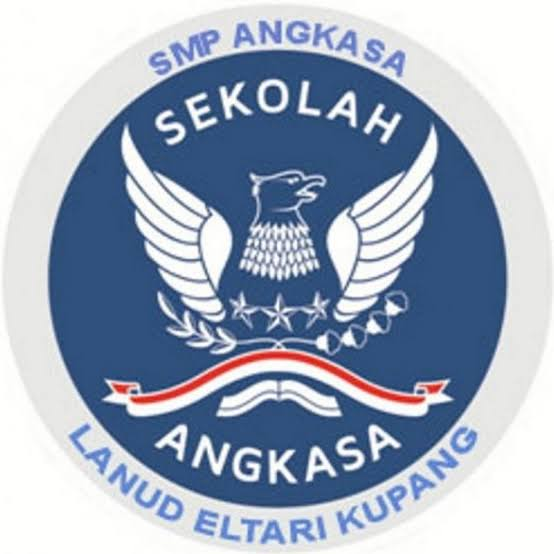 SMP ANGKASA
SEKOLAH
ANGKASA
LANUD ELTARI KUPANG